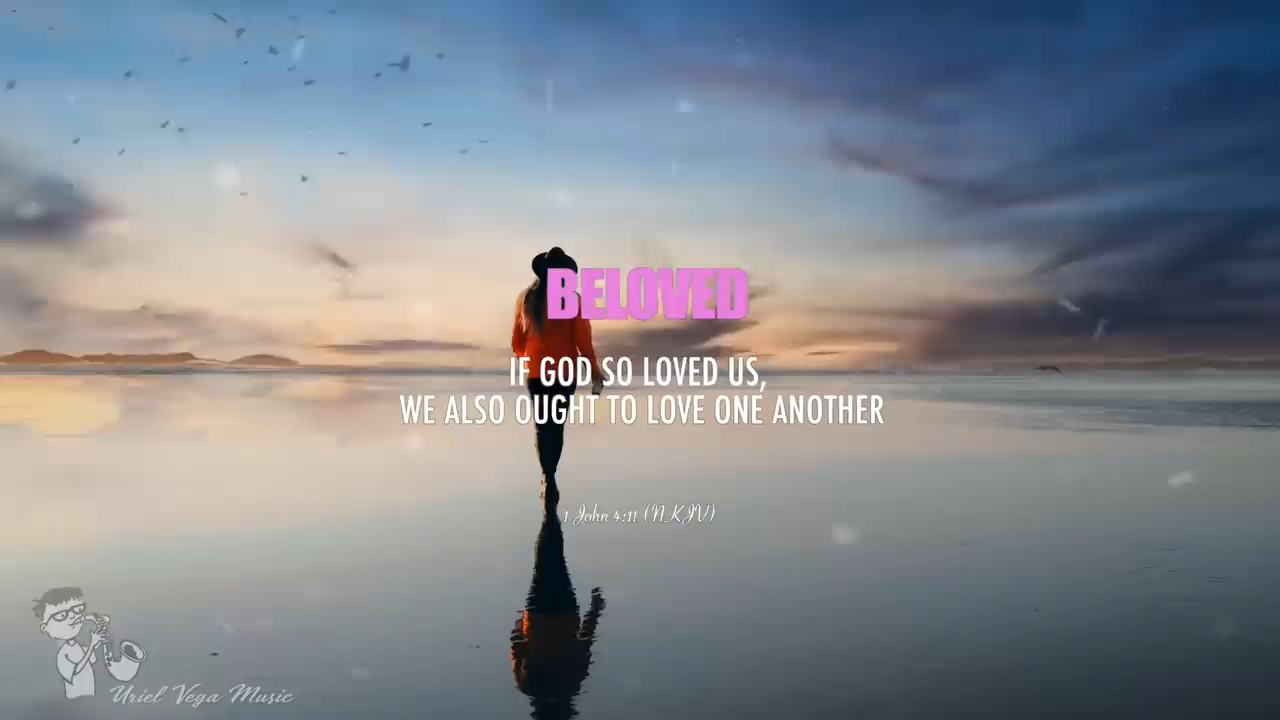 BELOVED
IF GOD SO LOVED US,
WE ALSO OUGHT TO LOVE ONE ANOTHER
1 John 4:11 (NKJV)
Uriel Vega Music